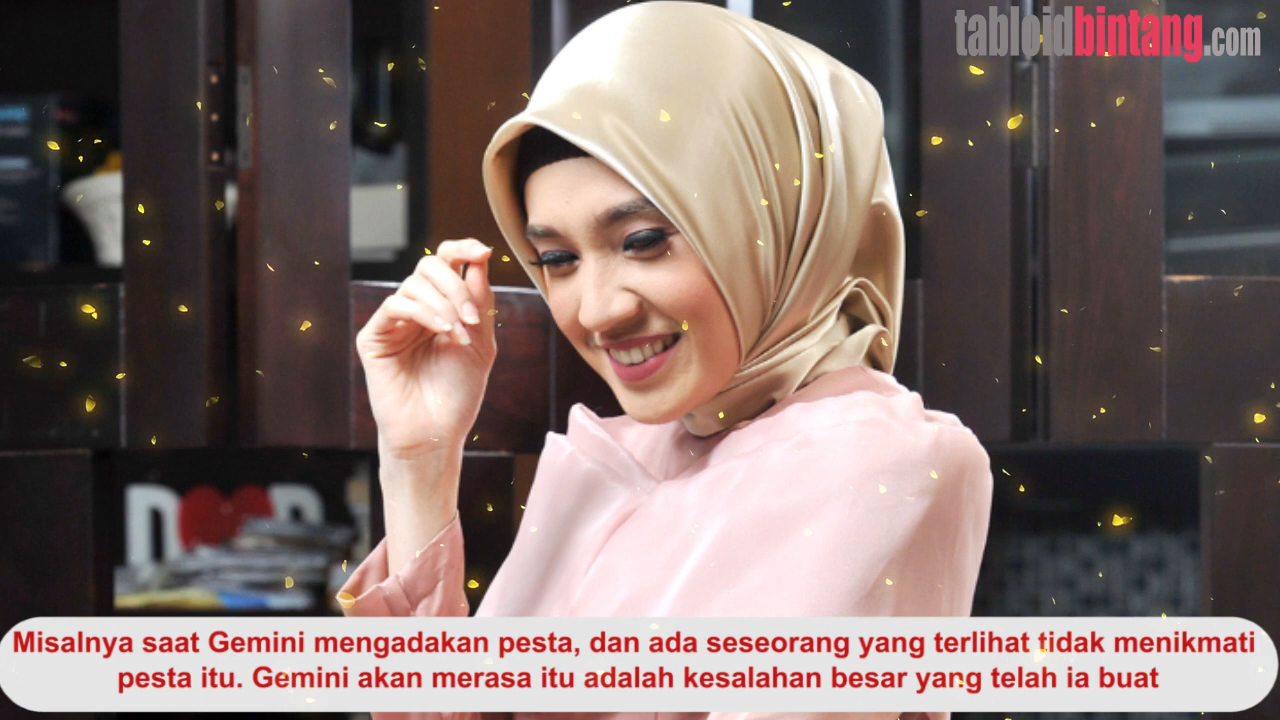 tabloidbintang.com
Misalnya saat Gemini mengadakan pesta, dan ada seseorang yang terlihat tidak menikmati
pesta itu. Gemini akan merasa itu adalah kesalahan besar yang telah ia buat